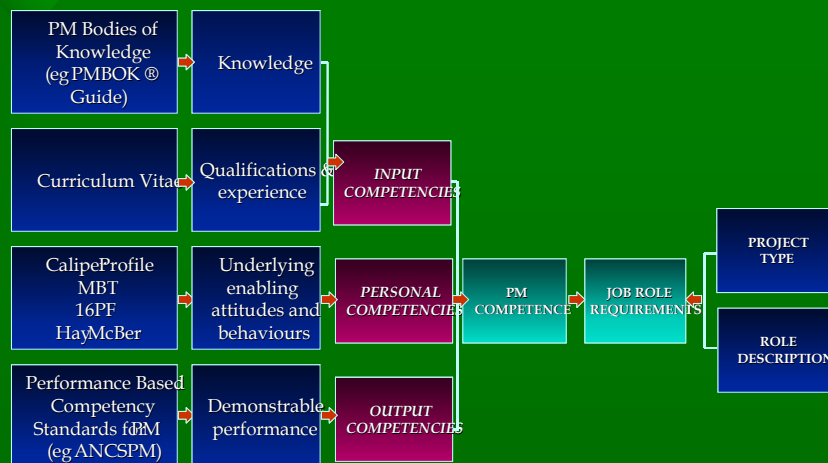 PM Bodies of
Knowledge
(eg PMBOK ®
Guide)
Knowledge
Curriculum Vitae
Qualifications &
experience
INPUT
COMPETENCIES
CalipeProfile
MBT
16PF
HayMcBer
Underlying
enabling
attitudes and
behaviours
PERSONAL
COMPETENCIES
Performance Based
Competency
Standards forPM
(eg ANCSPM)
Demonstrable
performance
OUTPUT
COMPETENCIES
PM
COMPETENCE
JOB ROLE
REQUIREMENTS
PROJECT
TYPE
ROLE
DESCRIPTION